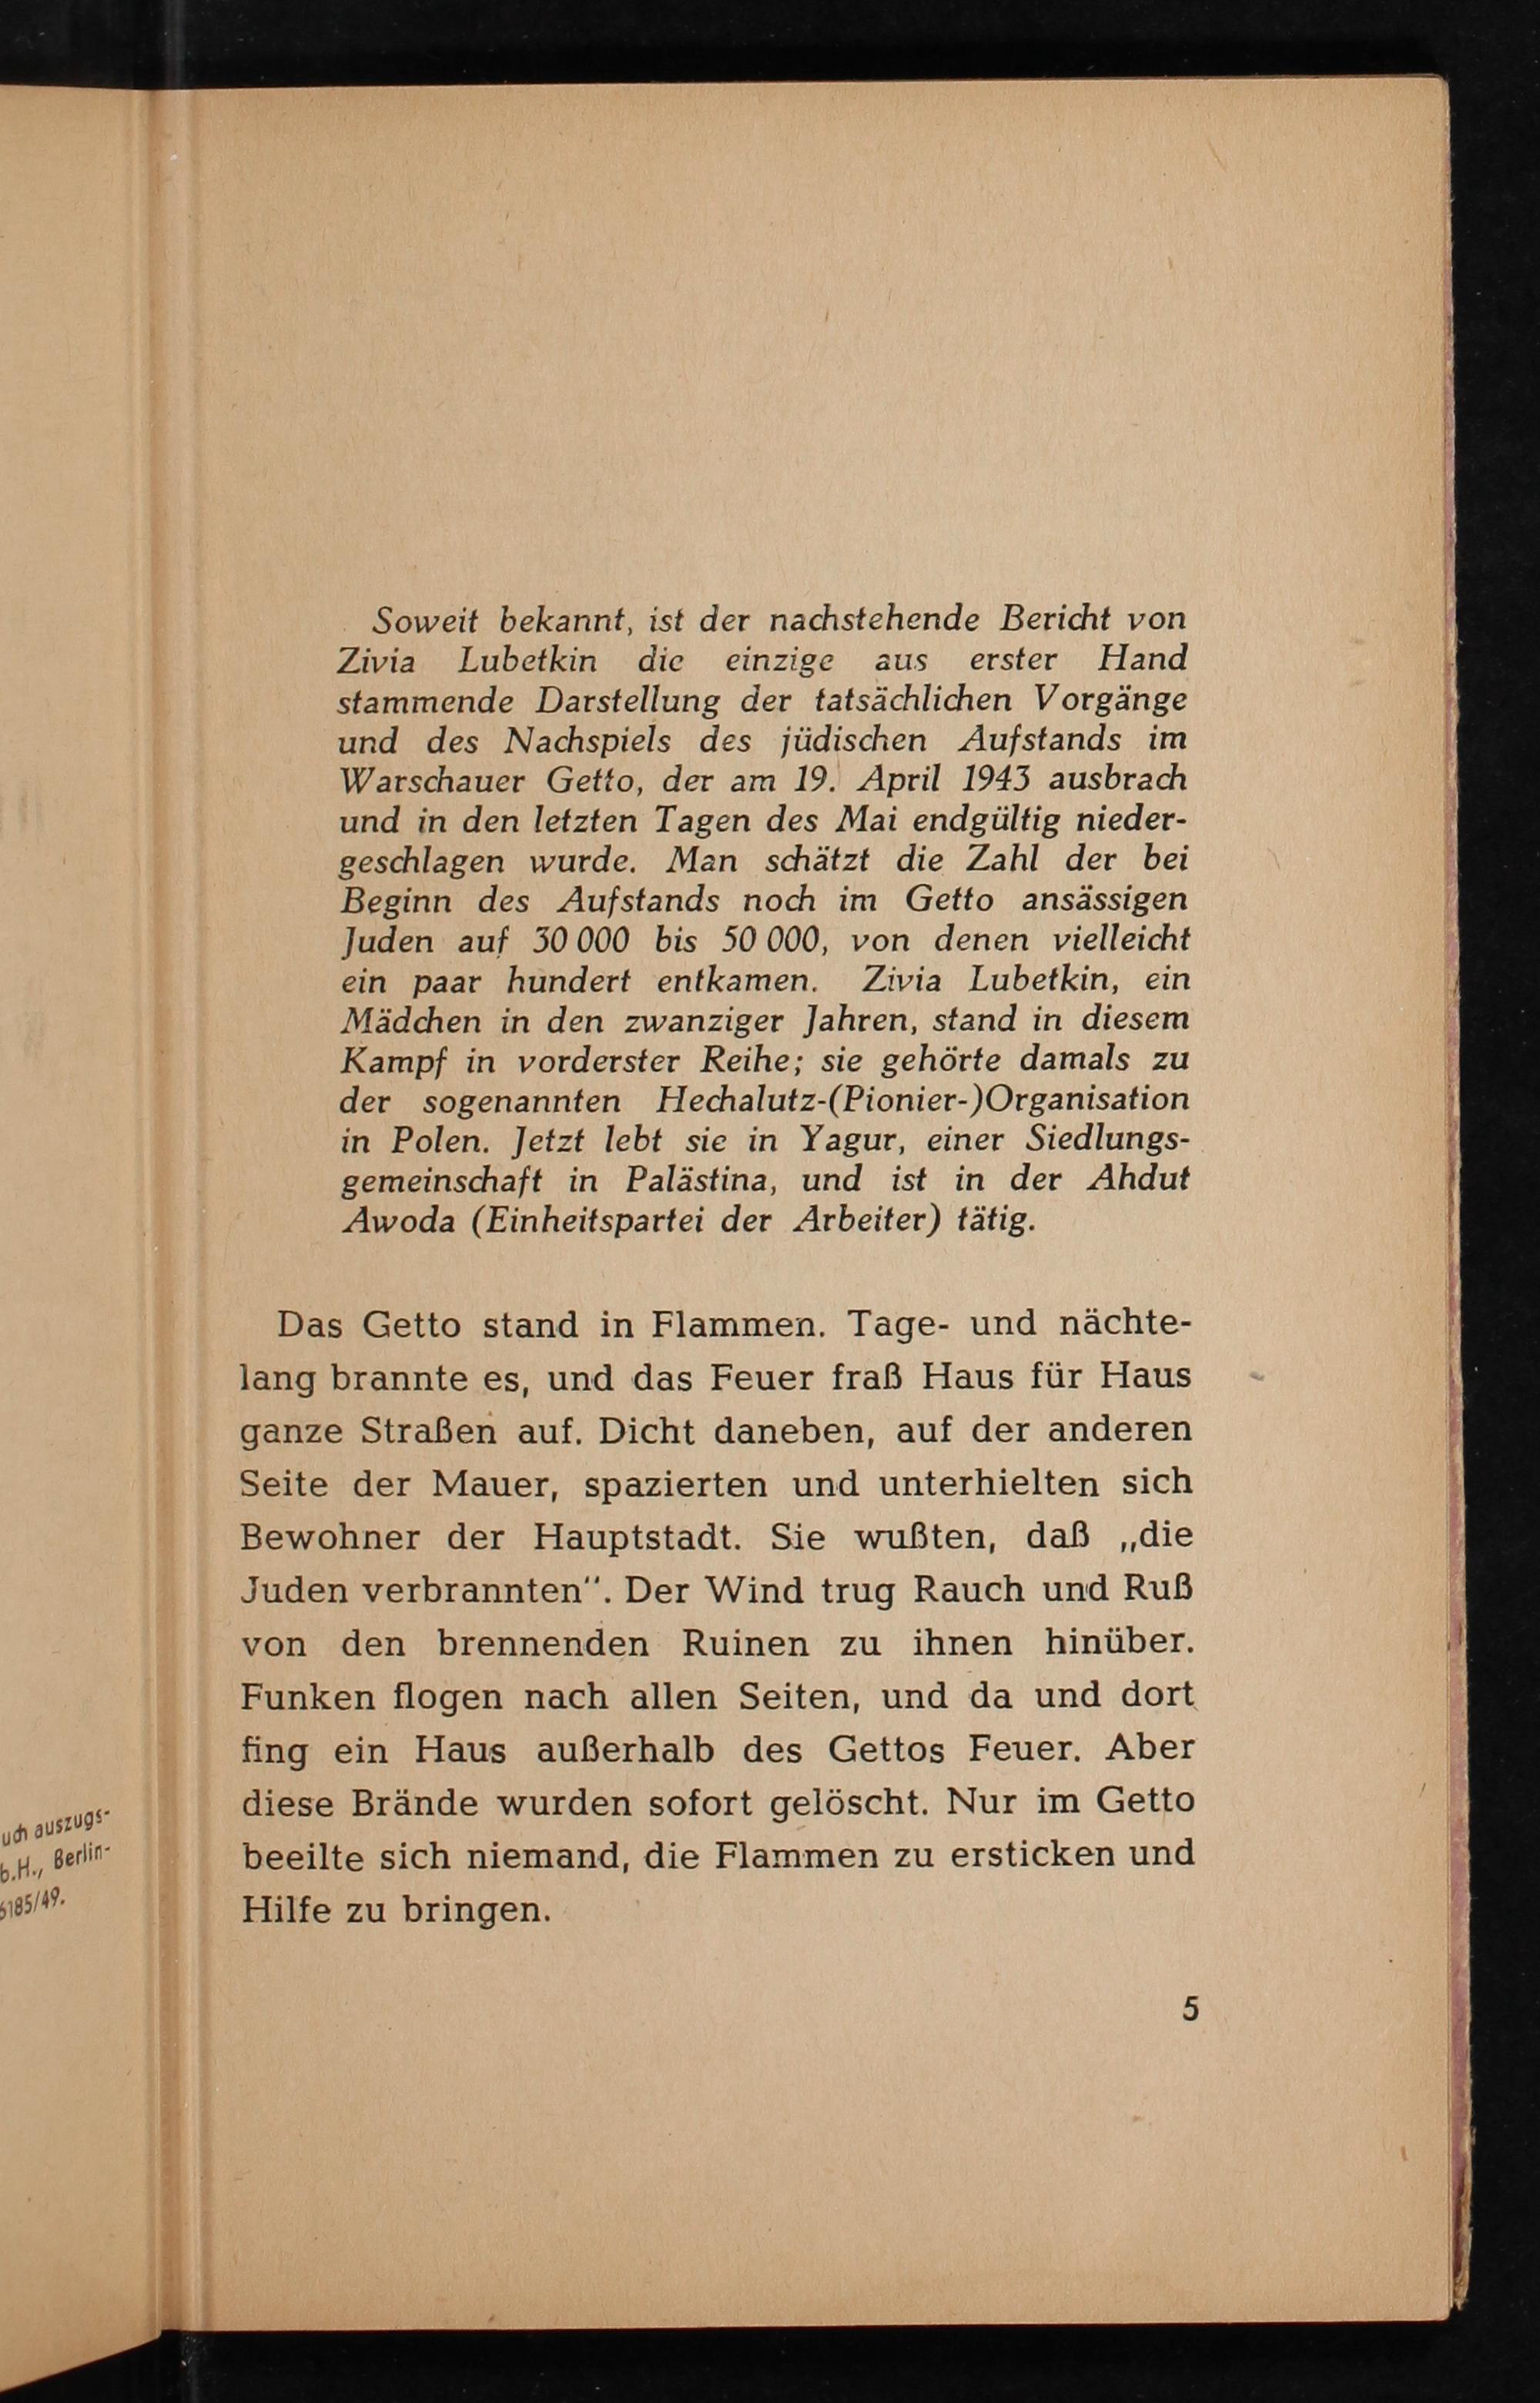 Soweit bekannt, ist der nachstehende Bericht von
Zivia Lubetkin die einzige aus erster Hand
stammende Darstellung der tatsächlichen Vorgänge
und des Nachspiels des jüdischen Aufstands im
Warschauer Getto, der am 19. April 1943 ausbrach
und in den letzten Tagen des Mai endgültig nieder-
geschlagen wurde. Man schätzt die Zahl der bei
Beginn des Aufstands noch im Getto ansässigen
Juden auf 30 000 bis 50 000, von denen vielleicht
ein paar hundert entkamen. Zivia Lubetkin, ein
Mädchen in den zwanziger Jahren, stand in diesem
Kampf in vorderster Reihe; sie gehörte damals zu
der sogenannten Hechalutz-(Pionier-)Organisation
in Polen. Jetzt lebt sie in Yagur, einer Siedlungs-
gemeinschaft in Palästina, und ist in der Ahdut
Awoda (Einheitspartei der Arbeiter) tätig.
Das Getto stand in Flammen. Tage- und nächte-
lang brannte es, und das Feuer fraß Haus für Haus
ganze Straßen auf. Dicht daneben, auf der anderen
Seite der Mauer, spazierten und unterhielten sich
Bewohner der Hauptstadt. Sie wußten, daß „die
Juden verbrannten“. Der Wind trug Rauch und Ruß
von den brennenden Ruinen zu ihnen hinüber.
Funken flogen nach allen Seiten, und da und dort
fing ein Haus außerhalb des Gettos Feuer. Aber
diese Brände wurden sofort gelöscht. Nur im Getto
beeilte sich niemand, die Flammen zu ersticken und
Hilfe zu bringen.
5
uch auszugs-
b.H., Berlin-
6185/49.